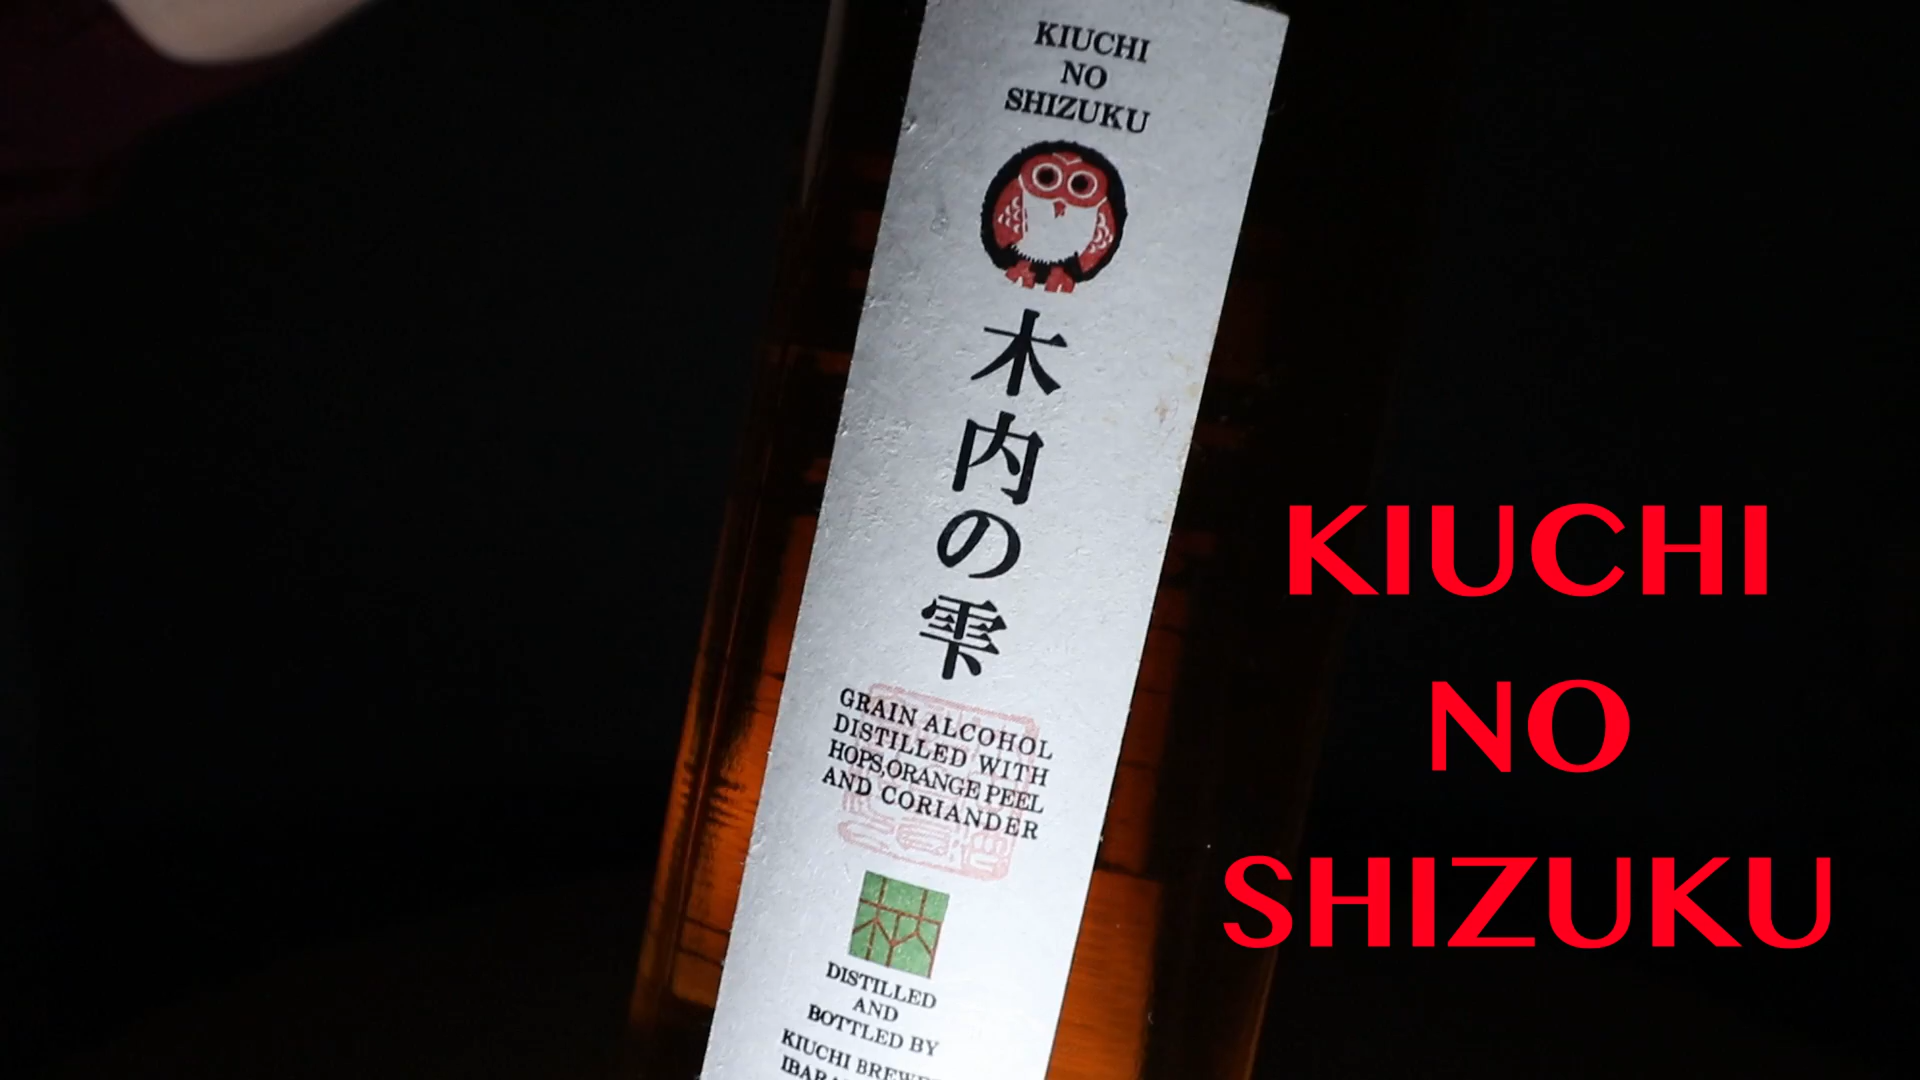 KIUCHI
NO
SHIZUKU
木内の雫
GRAIN ALCOHOL
DISTILLED WITH
HOPS,ORANGE PEEL
AND CORIANDER
DISTILLED
AND
BOTTLED BY
KIUCHI
KIUCHI
NO
SHIZUKU